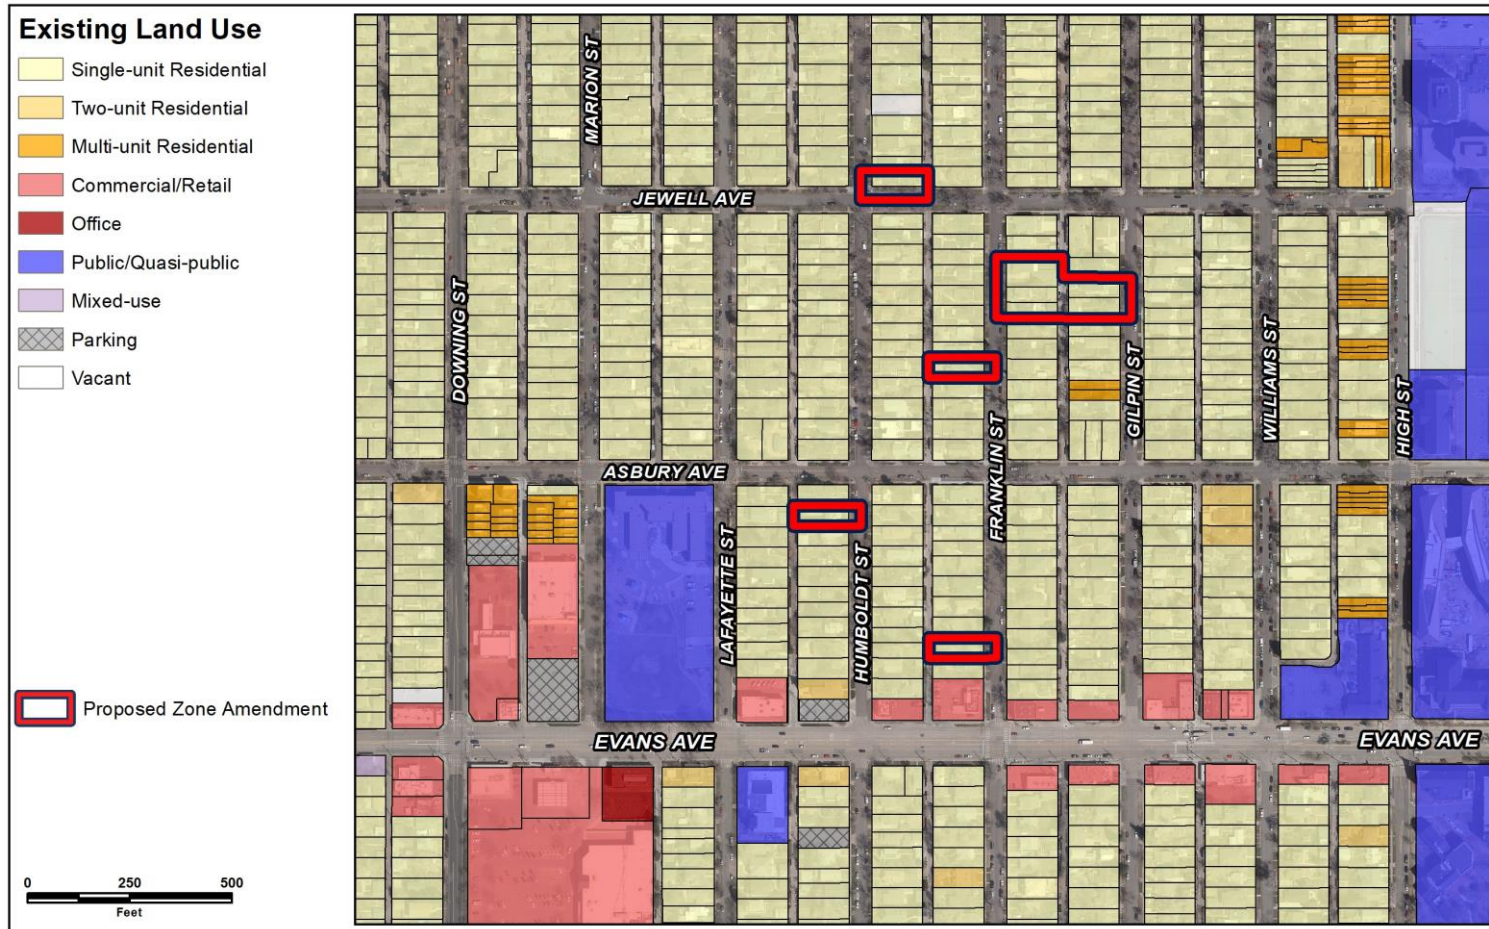 Existing Land Use
Single-unit Residential
Two-unit Residential
Multi-unit Residential
Commercial/Retail
Office
Public/Quasi-public
Mixed-use
Parking
Vacant
Proposed Zone Amendment
0 250 500
Feet
MARION ST
JEWELL AVE
DOWNING ST
GILPIN ST
WILLIAMS ST
HIGH ST
ASBURY AVE
FRANKLIN ST
LAFAYETTE ST
HUMBOLDT ST
EVANS AVE
EVANS AVE